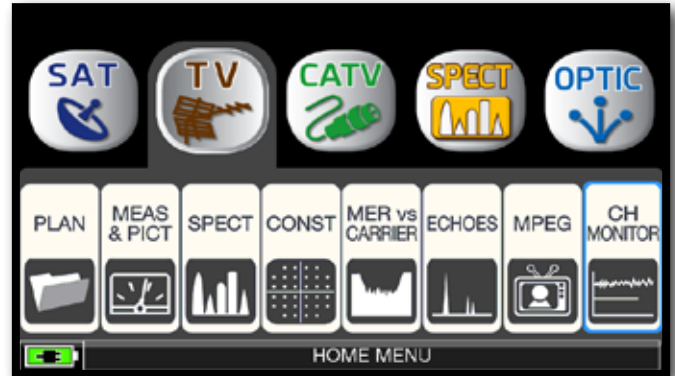 SAT
TV
CATV
SPECT
OPTIC
PLAN
MEAS
& PICT
SPECT
CONST
MER vs
CARRIER
ECHOES
MPEG
CH
MONITOR
HOME MENU